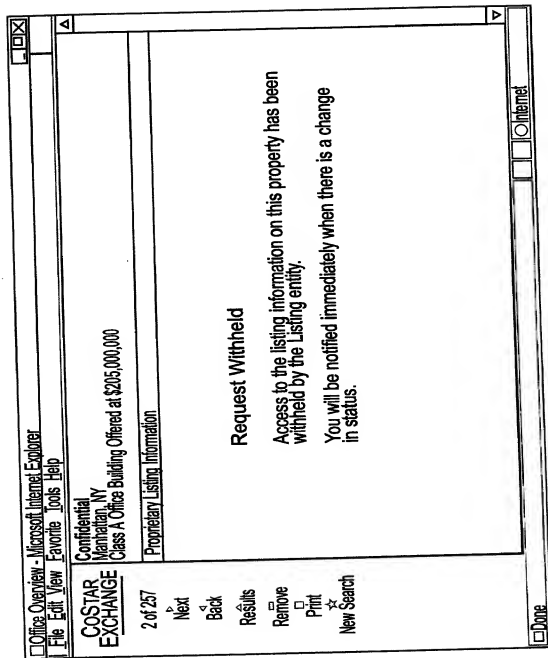 Office Overview - Microsoft Internet Explorer
File Edit View Favorite Tools Help
COSTAR
EXCHANGE
2 of 257
Next
Back
Results
Remove
Print
New Search
Confidential
Manhattan, NY
Class A Office Building Offered at $205,000,000
Proprietary Listing Information
Request Withheld
Access to the listing information on this property has been
withheld by the Listing entity.
You will be notified immediately when there is a change
in status.
Done
Internet